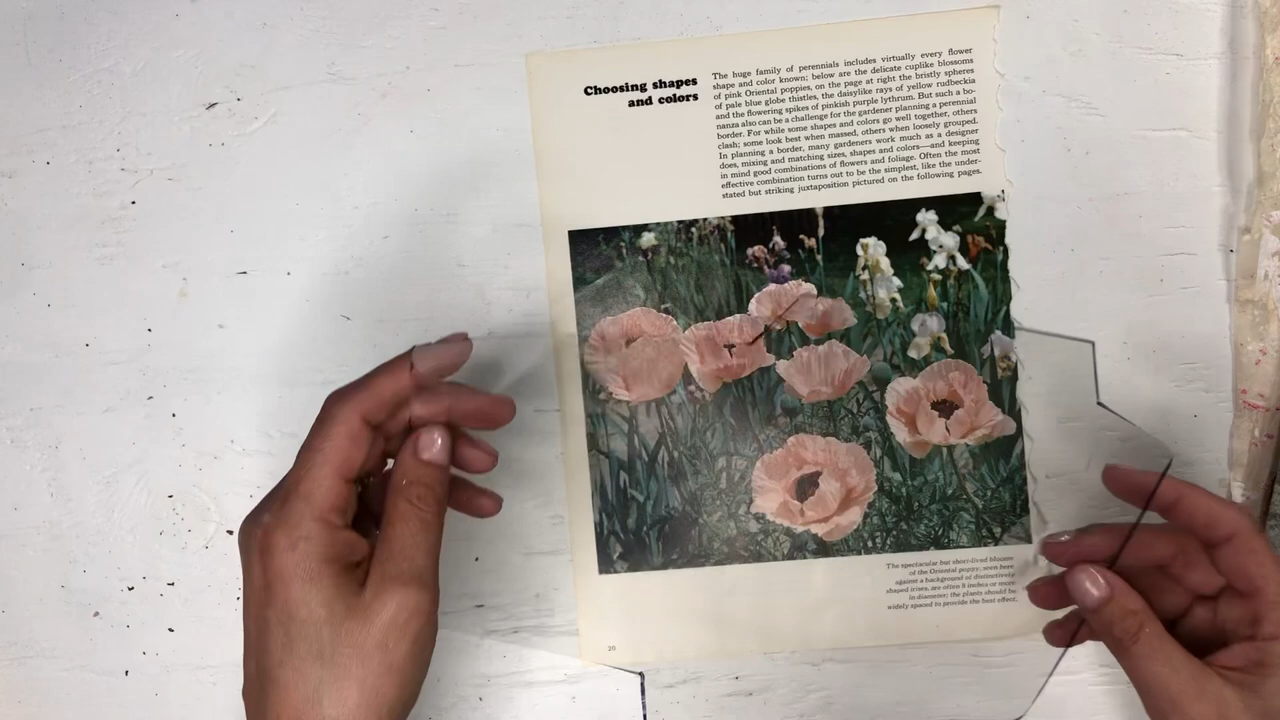 Choosing shapes
and colors
The huge family of perennials includes virtually every flower
shape and color known; below are the delicate cuplike blossoms
of pink Oriental poppies, on the page at right the bristly spheres
of pale blue globe thistles, the daisylike rays of yellow rudbeckia
and the flowering spikes of pinkish purple lythrum. But such a bo-
nanza also can be a challenge for the gardener planning a perennial
border. For while some shapes and colors go well together, others
clash; some look best when massed, others when loosely grouped.
In planning a border, many gardeners work much as a designer
does, mixing and matching sizes, shapes and colors—and keeping
in mind good combinations of flowers and foliage. Often the most
effective combination turns out to be the simplest, like the under-
stated but striking juxtaposition pictured on the following pages.
The spectacular but short-lived blooms
of the Oriental poppy, seen here
against a background of distinctively
shaped irises, are often 8 inches or more
in diameter; the plants should be
widely spaced to provide the best effect.
20